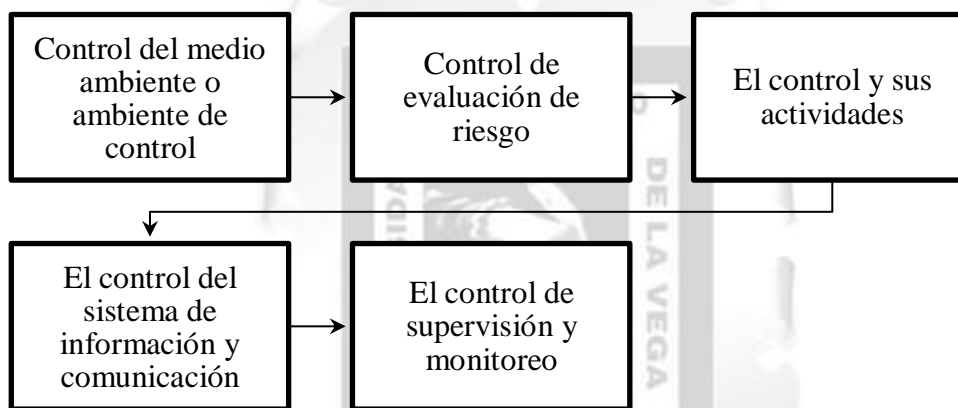 Control del medio
ambiente o
ambiente de
control
Control de
evaluación de
riesgo
El control y sus
actividades
El control del
sistema de
información y
comunicación
El control de
supervisión y
monitoreo
DE LA VEGA